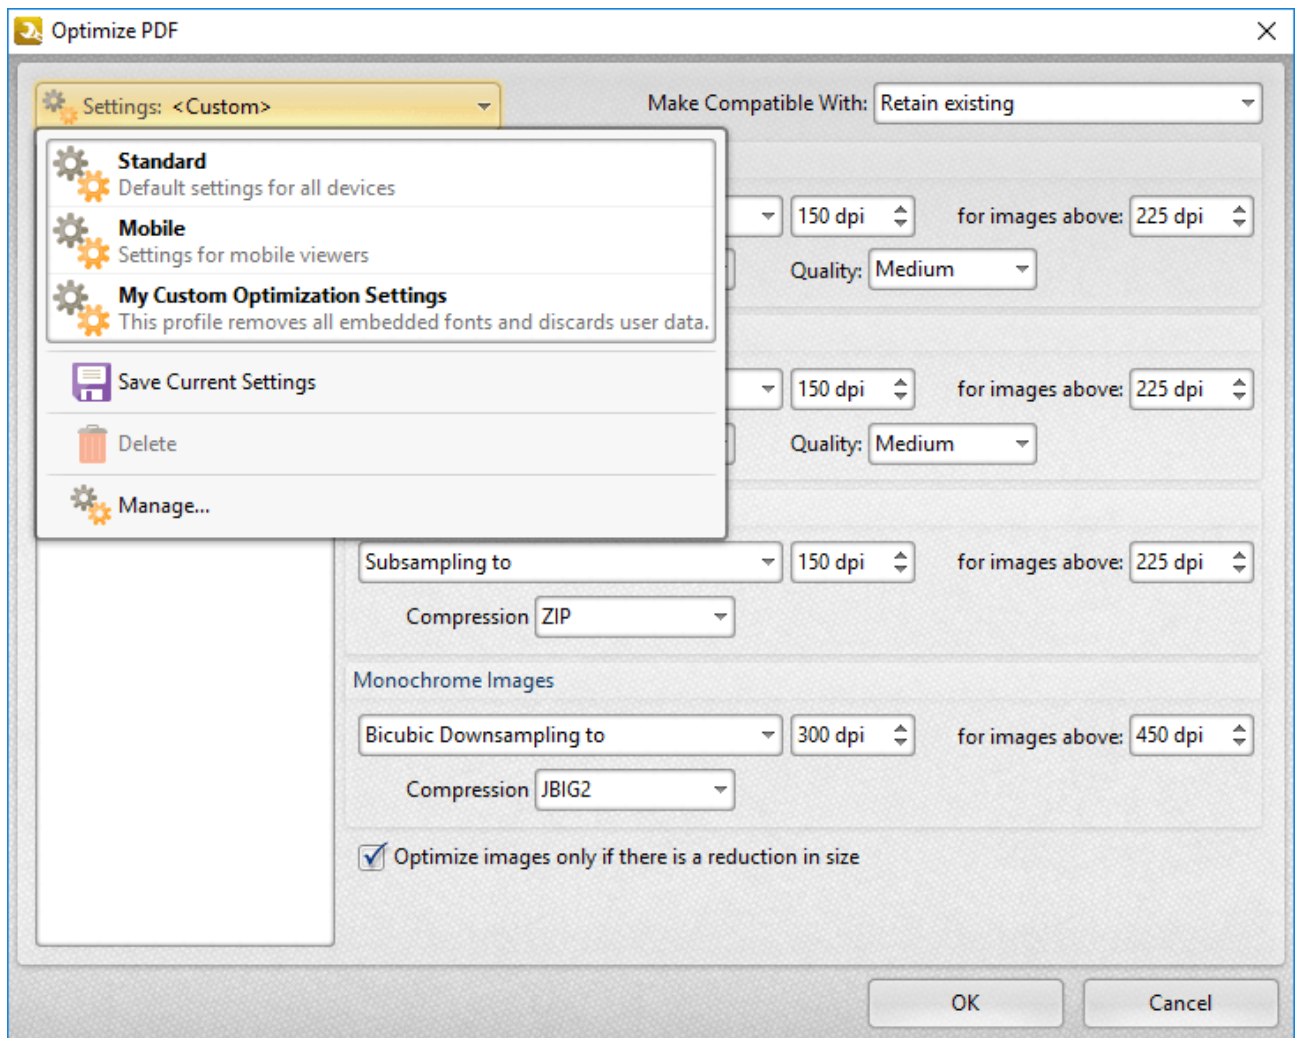 Optimize PDF
Settings: <Custom>
Make Compatible With: Retain existing
Standard
Default settings for all devices
Mobile
Settings for mobile viewers
My Custom Optimization Settings
This profile removes all embedded fonts and discards user data.
Save Current Settings
Delete
Manage...
150 dpi for images above: 225 dpi
Quality: Medium
150 dpi for images above: 225 dpi
Quality: Medium
Subsampling to 150 dpi for images above: 225 dpi
Compression ZIP
Monochrome Images
Bicubic Downsampling to 300 dpi for images above: 450 dpi
Compression JBIG2
Optimize images only if there is a reduction in size
OK Cancel